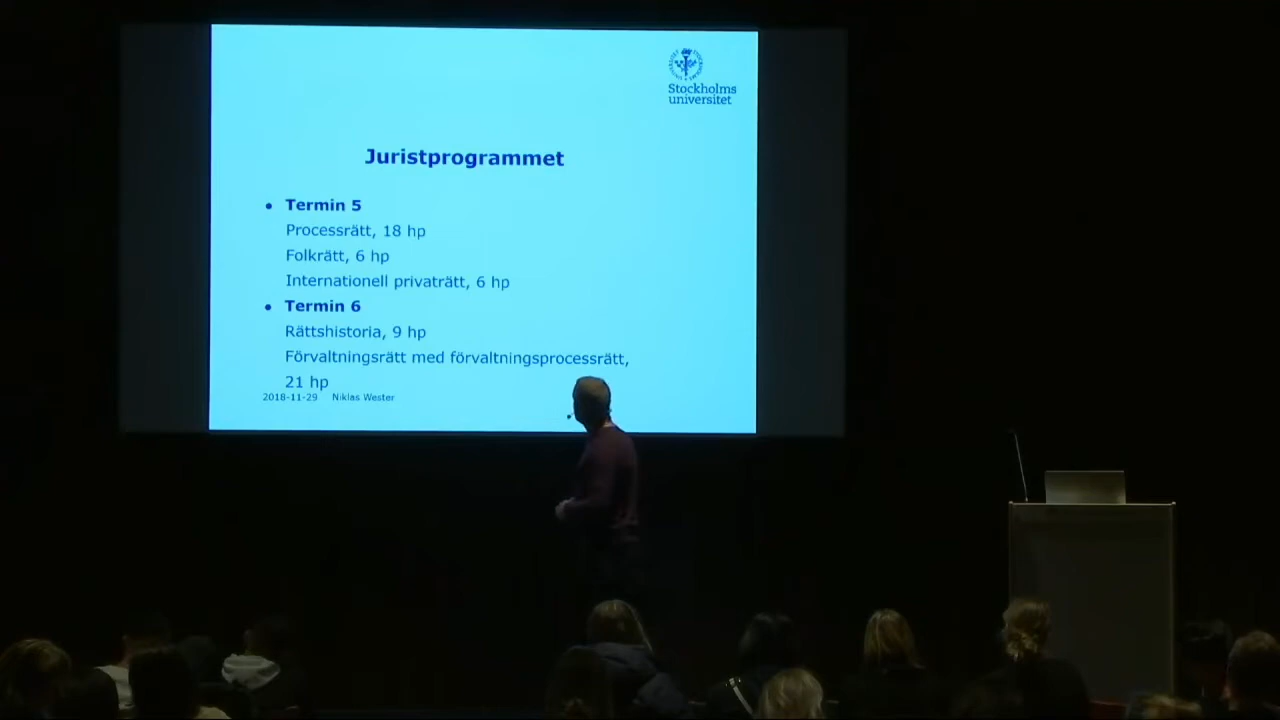 Stockholms
universitet
Juristprogrammet
• Termin 5
Processrätt, 18 hp
Folkrätt, 6 hp
Internationell privaträtt, 6 hp
• Termin 6
Rättshistoria, 9 hp
Förvaltningsrätt med förvaltningsprocessrätt,
21 hp
2018-11-29 Niklas Wester